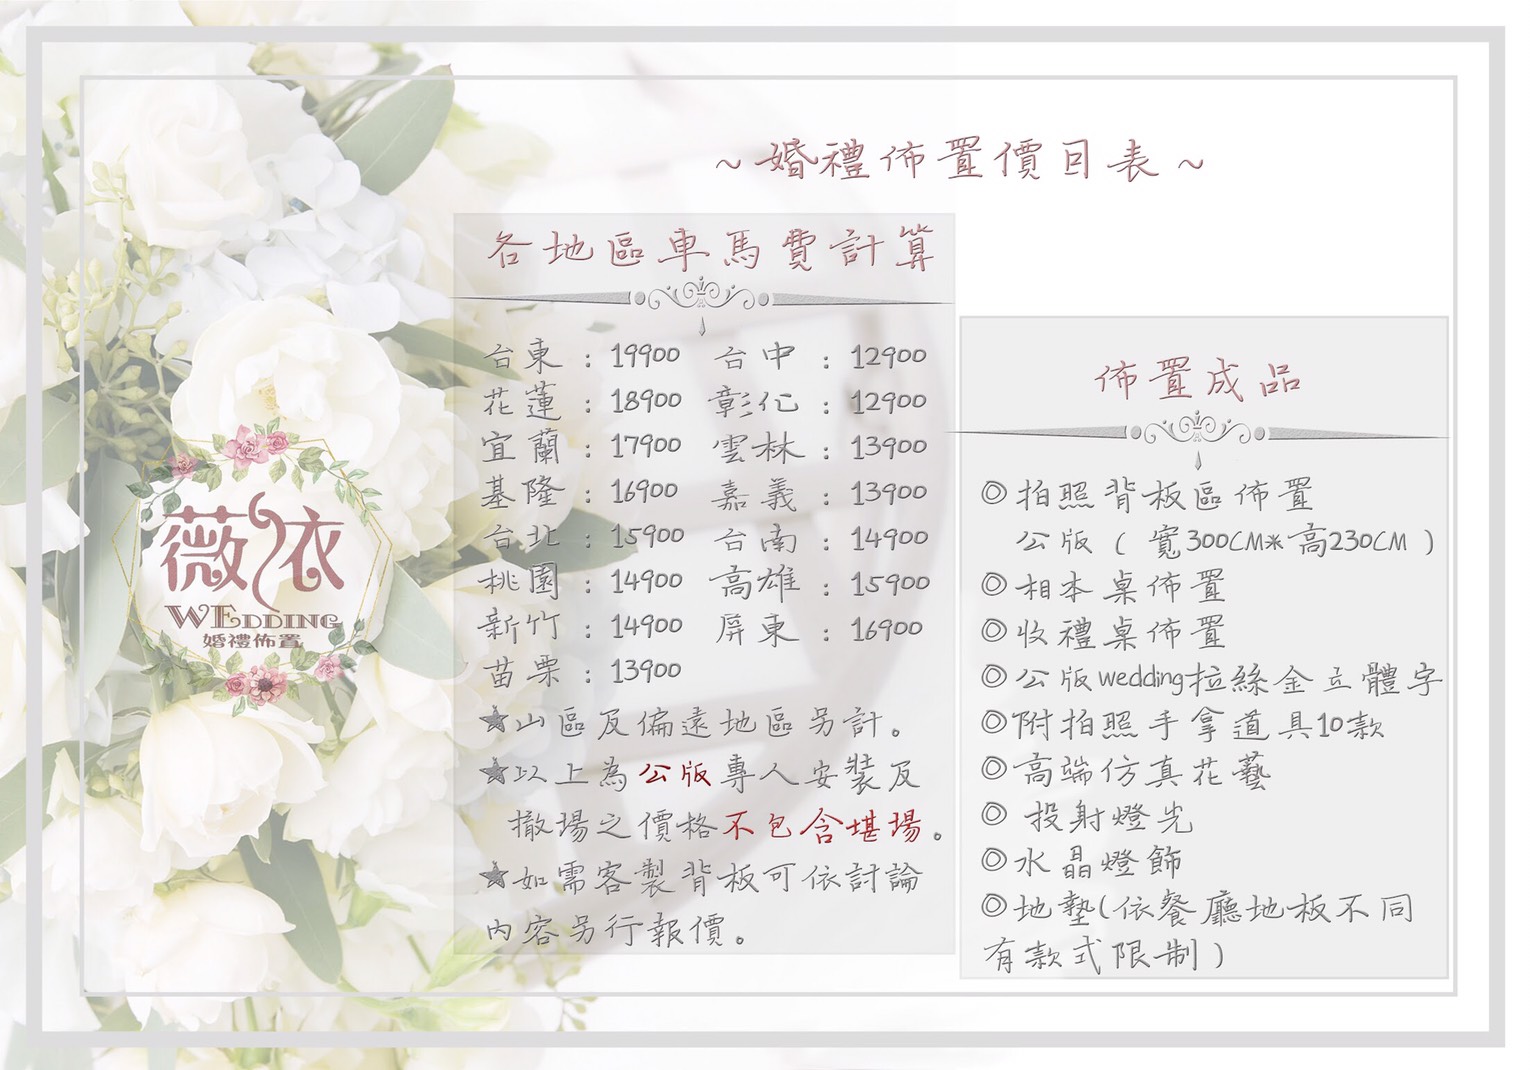 ~婚禮佈置價目表~
各地區車馬費計算
台東：19900 台中：12900
花蓮：18900 彰化：12900
宜蘭：17900 雲林：13900
基隆：16900 嘉義：13900
台北：15900 台南：14900
桃園：14900 高雄：15900
新竹：14900 屏東：16900
苗栗：13900
★山區及偏遠地區另計。
★以上為公版專人安裝及
撤場之價格不包含堪場。
★如需客製背板可依討論
內容另行報價。
佈置成品
◎拍照背板區佈置
公版（寬300CM*高230CM）
◎相本桌佈置
◎收禮桌佈置
◎公版wedding拉絲金立體字
◎附拍照手拿道具10款
◎高端仿真花藝
◎ 投射燈光
◎水晶燈飾
◎地墊(依餐廳地板不同
有款式限制)
薇依
WEDDING
婚禮佈置